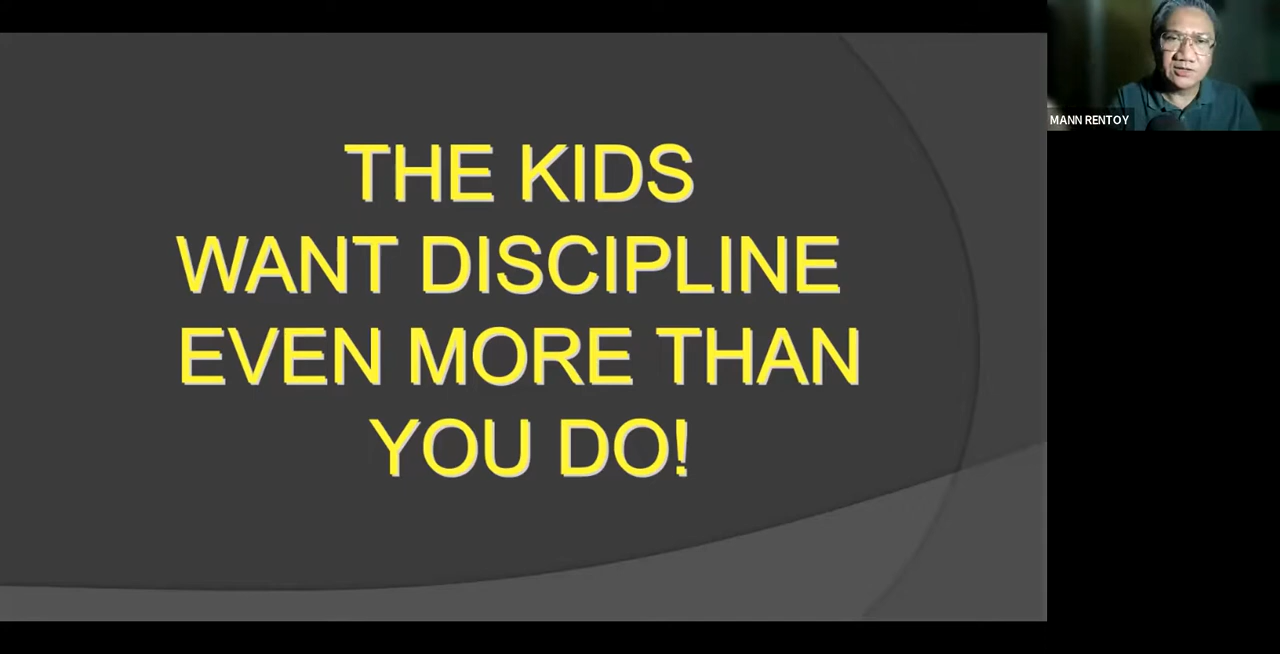 THE KIDS
WANT DISCIPLINE
EVEN MORE THAN
YOU DO!
MANN RENTOY